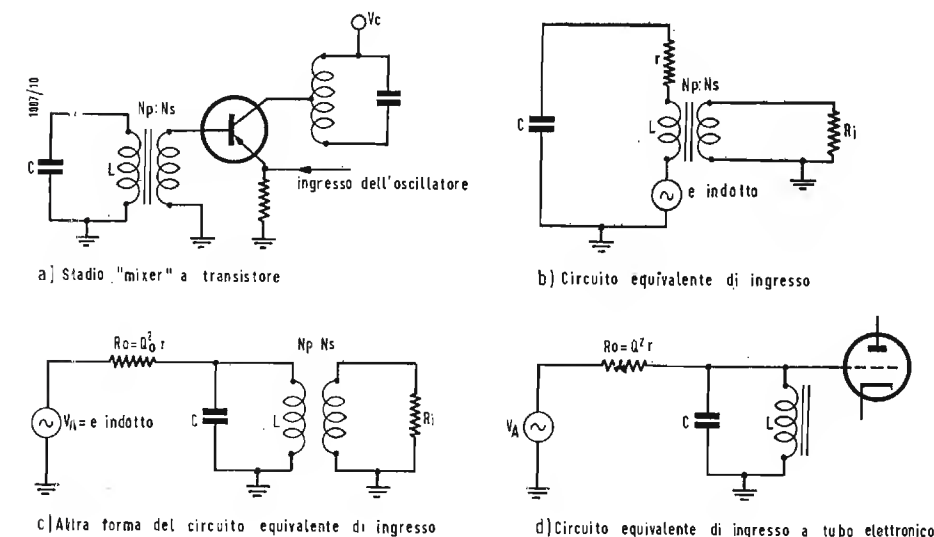 Vc
1007/10
Np:Ns
C
L
ingresso dell'oscillatore
a) Stadio "mixer" a transistore
r
Np:Ns
C
L
Ri
e indotto
b) Circuito equivalente di ingresso
Ro=Q₀² r
Np Ns
VA= e indotto
C
L
Ri
c) Altra forma del circuito equivalente di ingresso
Ro=Q² r
VA
C
L
d) Circuito equivalente di ingresso a tubo elettronico